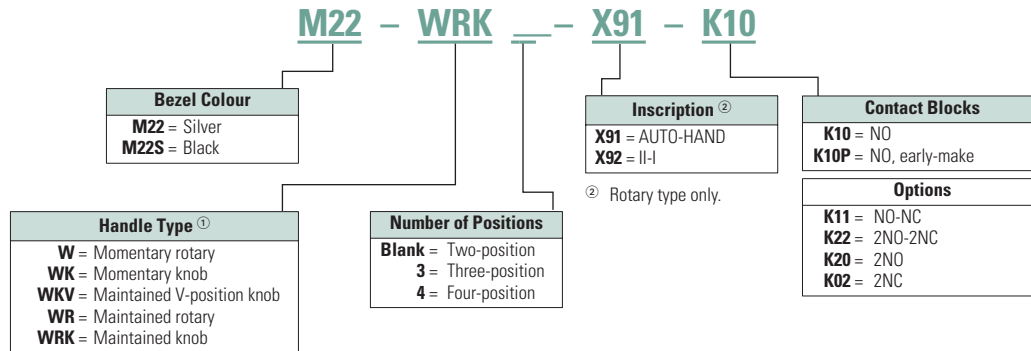 M22 – WRK __ – X91 – K10
Bezel Colour
M22 = Silver
M22S = Black
Handle Type ①
W = Momentary rotary
WK = Momentary knob
WKV = Maintained V-position knob
WR = Maintained rotary
WRK = Maintained knob
Number of Positions
Blank = Two-position
3 = Three-position
4 = Four-position
Inscription ②
X91 = AUTO-HAND
X92 = II-I
② Rotary type only.
Contact Blocks
K10 = NO
K10P = NO, early-make
Options
K11 = NO-NC
K22 = 2NO-2NC
K20 = 2NO
K02 = 2NC